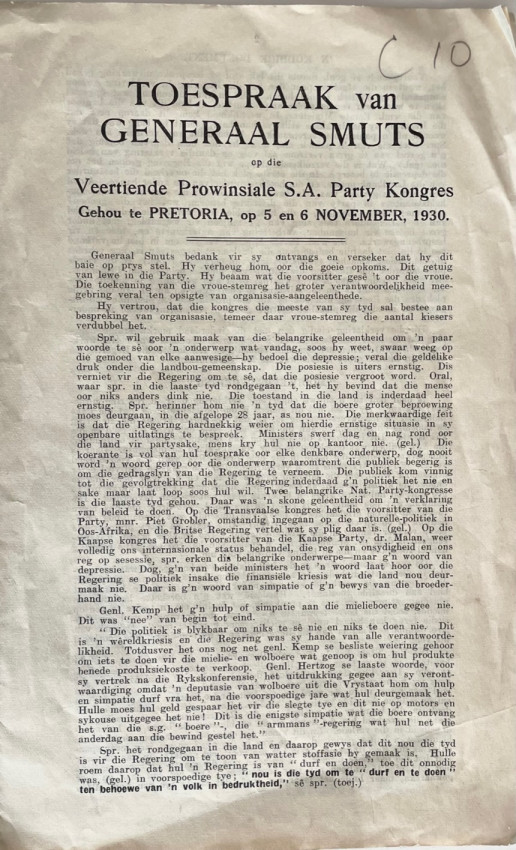 C 10
TOESPRAAK van
GENERAAL SMUTS
op die
Veertiende Prowinsiale S.A. Party Kongres
Gehou te PRETORIA, op 5 en 6 NOVEMBER, 1930.
Generaal Smuts bedank vir sy ontvangs en verseker dat hy dit
baie op prys stel. Hy verheug hom oor die goeie opkoms. Dit getuig
van lewe in die Party. Hy beaam wat die voorsitter gesê 't oor die vroue.
Die toekenning van die vroue-stemreg het groter verantwoordelikheid mee-
gebring veral ten opsigte van organisasie-aangeleenthede.
Hy vertrou, dat die kongres die meeste van sy tyd sal bestee aan
bespreking van organisasie, temeer daar vroue-stemreg die aantal kiesers
verdubbel het.
Spr. wil gebruik maak van die belangrike geleentheid om 'n paar
woorde te sê oor 'n onderwerp wat vandag, soos hy weet, swaar weeg op
die gemoed van elke aanwesige—hy bedoel die depressie; veral die geldelike
druk onder die landbou-gemeenskap. Die posiesie is uiters ernstig. Dis
verniet vir die Regering om te sê, dat die posiesie vergroot word. Oral,
waar spr. in die laaste tyd rondgegaan 't, het hy bevind dat die mense
oor niks anders dink nie. Die toestand in die land is inderdaad heel
ernstig. Spr. herinner hom nie 'n tyd dat die boere groter beproewing
moes deurgaan, in die afgelope 28 jaar, as nou nie. Die merkwaardige feit
is dat die Regering hardnekkig weier om hierdie ernstige situasie in sy
openbare uitlatings te bespreek. Ministers swerf dag en nag rond oor
die land vir partysake, mens kry hul nie op kantoor nie. (gel.) Die
koerante is vol van hul toesprake oor elke denkbare onderwerp, dog nooit
word 'n woord gerep oor die onderwerp waaromtrent die publiek begerig is
om die gedragslyn van die Regering te verneem. Die publiek kom vinnig
tot die gevolgtrekking dat die Regering inderdaad g'n politiek het nie en
sake maar laat loop soos hul wil. Twee belangrike Nat. Party-kongresse
is die laaste tyd gehou. Daar was 'n skone geleentheid om 'n verklaring
van beleid te doen. Op die Transvaalse kongres het die voorsitter van die
Party, mnr. Piet Grobler, omstandig ingegaan op die naturelle-politiek in
Oos-Afrika, en die Britse Regering vertel wat sy plig daar is. (gel.) Op die
Kaapse kongres het die voorsitter van die Kaapse Party, dr. Malan, weer
volledig ons internasionale status behandel, die reg van onsydigheid en ons
reg op sesessie, spr. erken dis belangrike onderwerpe—maar g'n woord van
depressie. Dog, g'n van beide ministers het 'n woord laat hoor oor die
Regering se politiek insake die finansiële kriesis wat die land nou deur-
maak nie. Daar is g'n woord van simpatie of g'n bewys van die broeder-
hand nie.
Genl. Kemp het g'n hulp of simpatie aan die mielieboere gegee nie.
Dit was "nee" van begin tot eind.
"Die politiek is blykbaar om niks te sê nie en niks te doen nie. Dit
is 'n wêreldkriesis en die Regering was sy hande van alle verantwoorde-
likheid. Totdusver het ons nog net genl. Kemp se besliste weiering gehoor
om iets te doen vir die mielie- en wolboere wat genoop is om hul produkte
benede produksiekoste te verkoop. Genl. Hertzog se laaste woorde, voor
sy vertrek na die Rykskonferensie, het uitdrukking gegee aan sy veront-
waardiging omdat 'n deputasie van wolboere uit die Vrystaat hom om hulp
en simpatie durf vra het, na die voorspoedige jare wat hul deurgemaak het.
Hulle moes hul geld gespaar het vir die slegte tye en dit nie op motors en
sykouse uitgegee het nie! Dit is die enigste simpatie wat die boere ontvang
het van die s.g. "boere"-, die "armmans"-regering wat hul net die
anderdag aan die bewind gestel het."
Spr. het rondgegaan in die land en daarop gewys dat dit nou die tyd
is vir die Regering om te toon van watter stoffasie hy gemaak is. Hulle
roem daarop dat hul 'n Regering is van "durf en doen," toe dit onnodig
was, (gel.) in voorspoedige tye; "nou is die tyd om te "durf en te doen"
ten behoewe van 'n volk in bedruktheid," sê spr. (toej.)